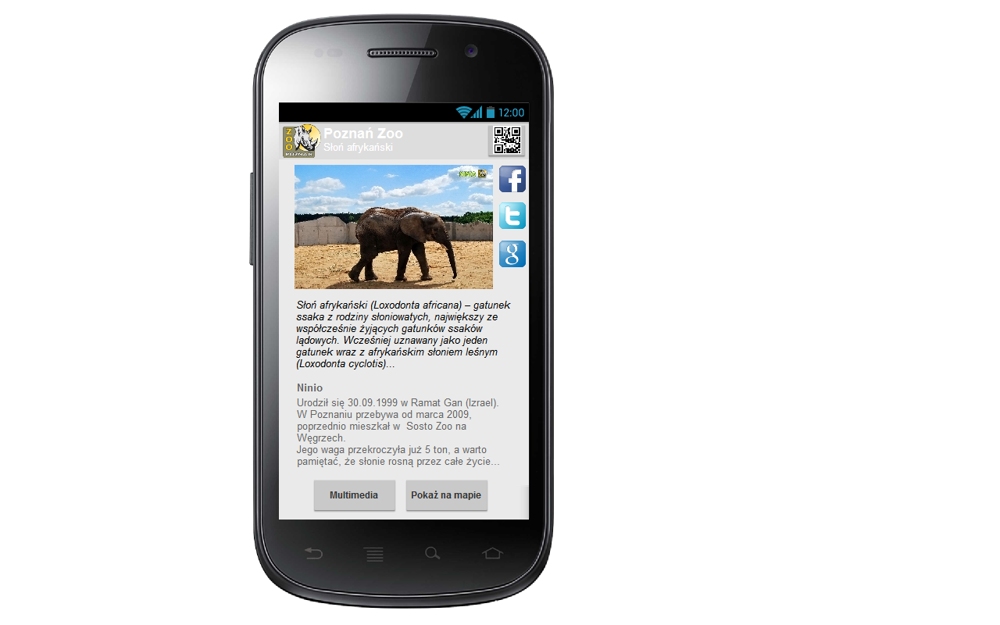 12:00
ZOO
POZNAŃ
Poznań Zoo
Słoń afrykański
NINIO
Słoń afrykański (Loxodonta africana) – gatunek
ssaka z rodziny słoniowatych, największy ze
współcześnie żyjących gatunków ssaków
lądowych. Wcześniej uznawany jako jeden
gatunek wraz z afrykańskim słoniem leśnym
(Loxodonta cyclotis)...
Ninio
Urodził się 30.09.1999 w Ramat Gan (Izrael).
W Poznaniu przebywa od marca 2009,
poprzednio mieszkał w  Sosto Zoo na
Węgrzech.
Jego waga przekroczyła już 5 ton, a warto
pamiętać, że słonie rosną przez całe życie...
Multimedia
Pokaż na mapie